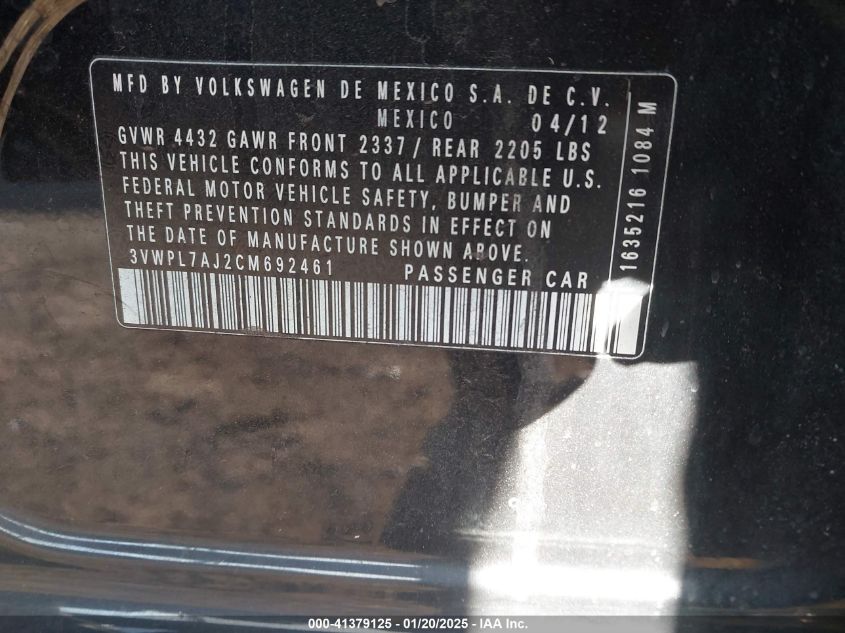 MFD BY VOLKSWAGEN DE MEXICO S.A. DE C.V.
MEXICO 04/12
GVWR 4432 GAWR FRONT 2337/ REAR 2205 LBS
THIS VEHICLE CONFORMS TO ALL APPLICABLE U.S.
FEDERAL MOTOR VEHICLE SAFETY, BUMPER AND
THEFT PREVENTION STANDARDS IN EFFECT ON
THE DATE OF MANUFACTURE SHOWN ABOVE.
3VWPL7AJ2CM692461 PASSENGER CAR
1635216 1084 M
000-41379125 - 01/20/2025 - IAA Inc.